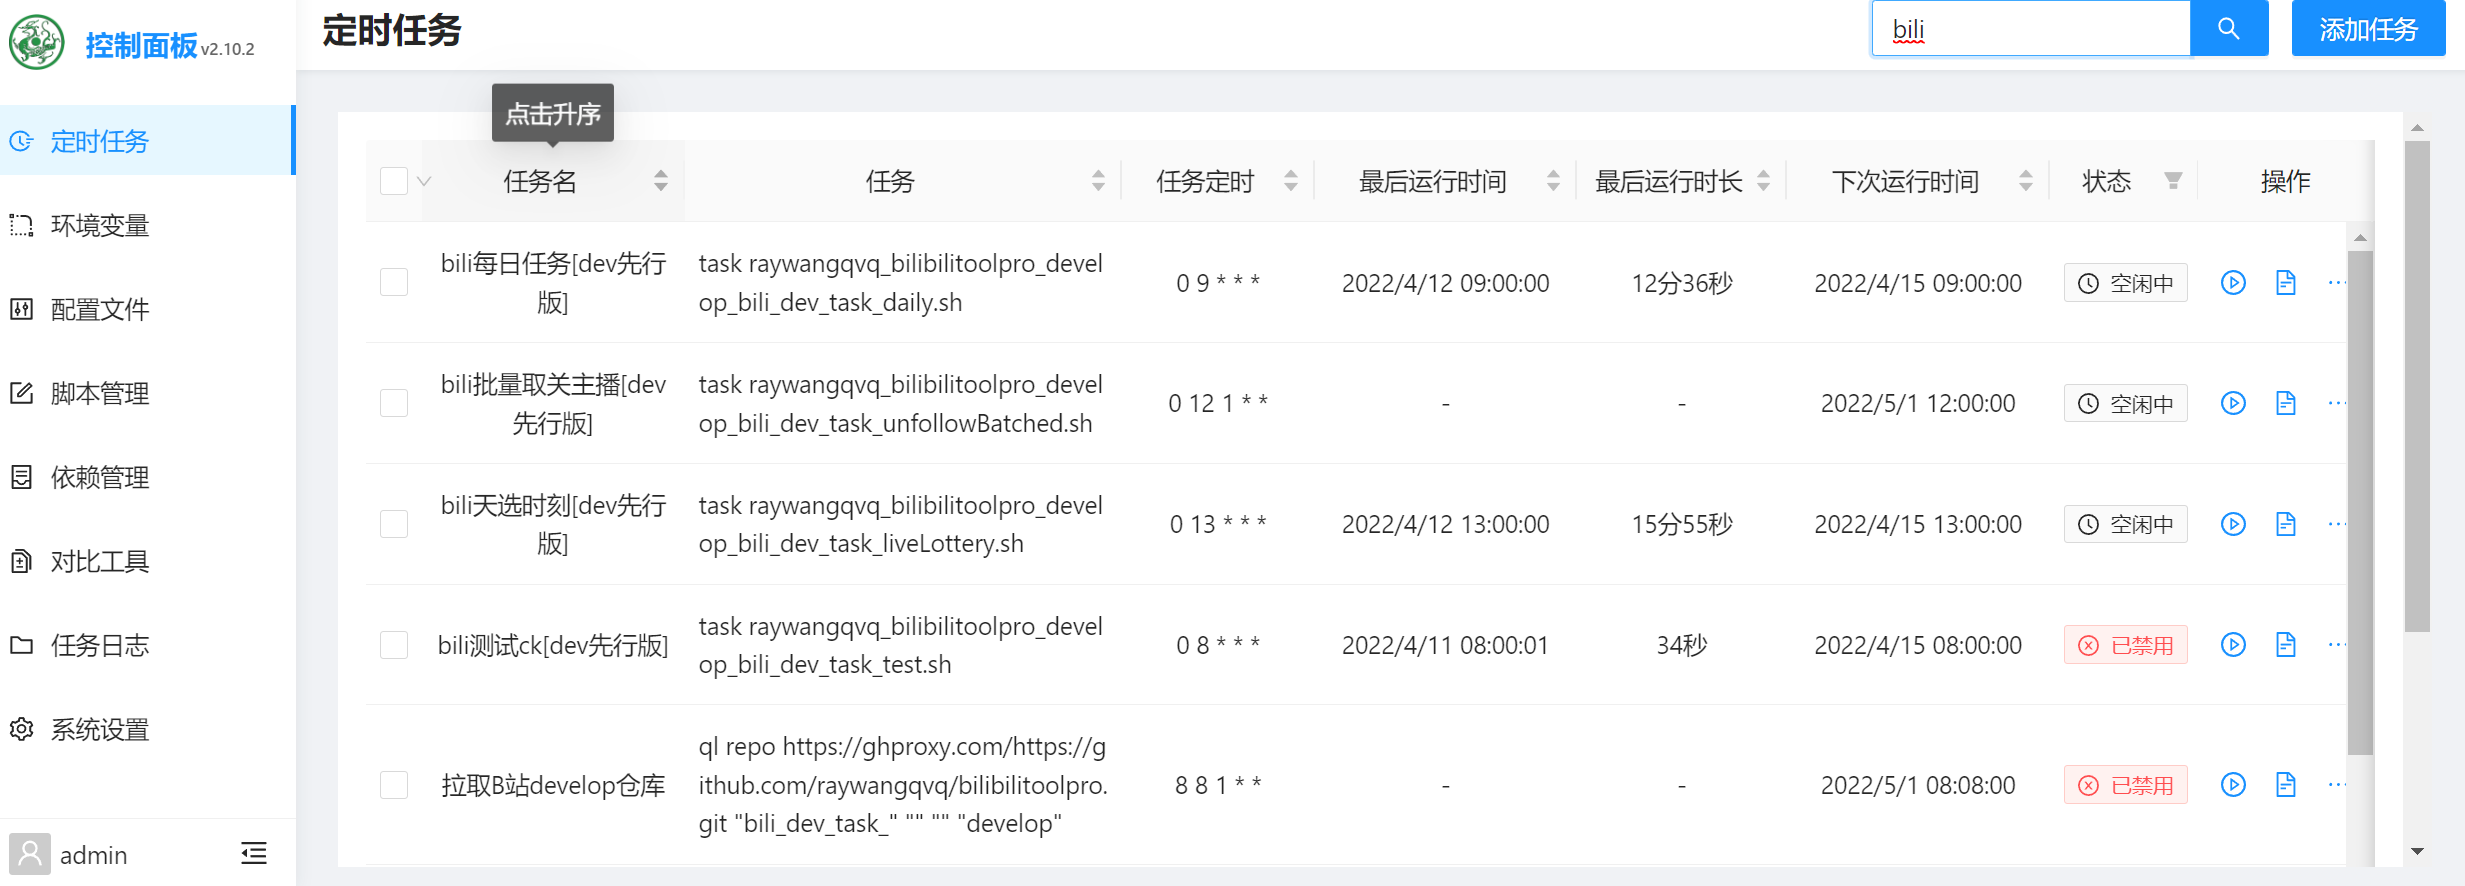 控制面板 v2.10.2
定时任务
环境变量
配置文件
脚本管理
依赖管理
对比工具
任务日志
系统设置
admin
定时任务
bili
添加任务
点击升序
任务名 任务 任务定时 最后运行时间 最后运行时长 下次运行时间 状态 操作
bili每日任务[dev先行
版]
task raywangqvq_bilibilitoolpro_devel
op_bili_dev_task_daily.sh
0 9 * * *
2022/4/12 09:00:00
12分36秒
2022/4/15 09:00:00
空闲中
bili批量取关主播[dev
先行版]
task raywangqvq_bilibilitoolpro_devel
op_bili_dev_task_unfollowBatched.sh
0 12 1 * *
-
-
2022/5/1 12:00:00
空闲中
bili天选时刻[dev先行
版]
task raywangqvq_bilibilitoolpro_devel
op_bili_dev_task_liveLottery.sh
0 13 * * *
2022/4/12 13:00:00
15分55秒
2022/4/15 13:00:00
空闲中
bili测试ck[dev先行版]
task raywangqvq_bilibilitoolpro_devel
op_bili_dev_task_test.sh
0 8 * * *
2022/4/11 08:00:01
34秒
2022/4/15 08:00:00
已禁用
拉取B站develop仓库
ql repo https://ghproxy.com/https://g
ithub.com/raywangqvq/bilibilitoolpro.
git "bili_dev_task_" "" "" "develop"
8 8 1 * *
-
-
2022/5/1 08:08:00
已禁用